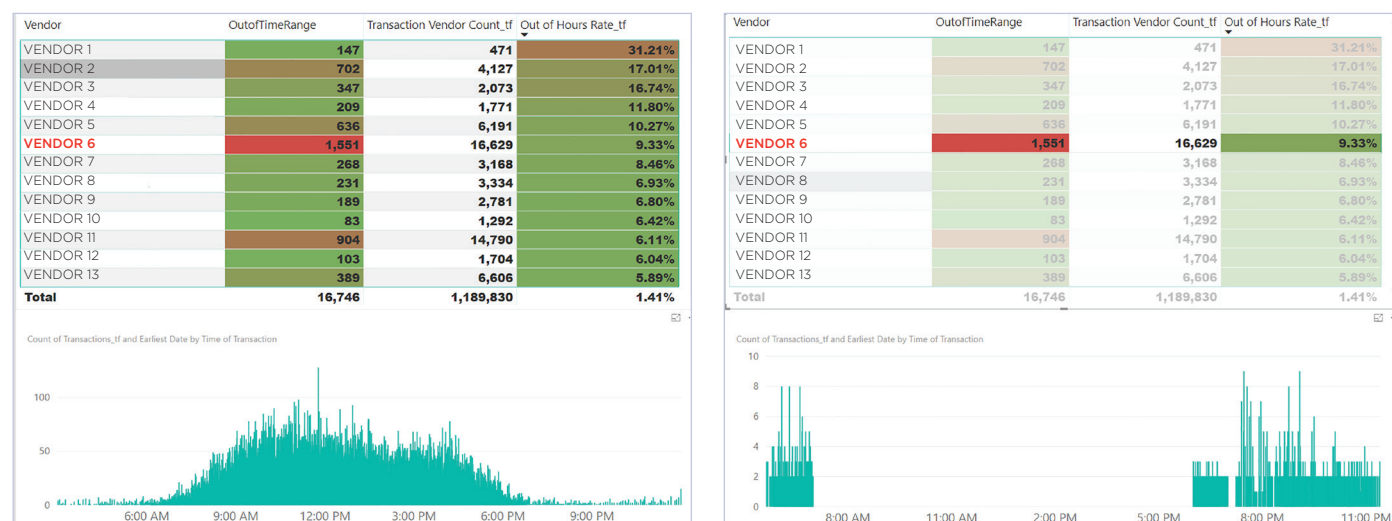 Vendor OutofTimeRange Transaction Vendor Count_tf Out of Hours Rate_tf
VENDOR 1 147 471 31.21%
VENDOR 2 702 4,127 17.01%
VENDOR 3 347 2,073 16.74%
VENDOR 4 209 1,771 11.80%
VENDOR 5 636 6,191 10.27%
VENDOR 6 1,551 16,629 9.33%
VENDOR 7 268 3,168 8.46%
VENDOR 8 231 3,334 6.93%
VENDOR 9 189 2,781 6.80%
VENDOR 10 83 1,292 6.42%
VENDOR 11 904 14,790 6.11%
VENDOR 12 103 1,704 6.04%
VENDOR 13 389 6,606 5.89%
Total 16,746 1,189,830 1.41%
Count of Transactions_tf and Earliest Date by Time of Transaction
100
50
0
6:00 AM 9:00 AM 12:00 PM 3:00 PM 6:00 PM 9:00 PM
Vendor OutofTimeRange Transaction Vendor Count_tf Out of Hours Rate_tf
VENDOR 1 147 471 31.21%
VENDOR 2 702 4,127 17.01%
VENDOR 3 347 2,073 16.74%
VENDOR 4 209 1,771 11.80%
VENDOR 5 636 6,191 10.27%
VENDOR 6 1,551 16,629 9.33%
VENDOR 7 268 3,168 8.46%
VENDOR 8 231 3,334 6.93%
VENDOR 9 189 2,781 6.80%
VENDOR 10 83 1,292 6.42%
VENDOR 11 904 14,790 6.11%
VENDOR 12 103 1,704 6.04%
VENDOR 13 389 6,606 5.89%
Total 16,746 1,189,830 1.41%
Count of Transactions_tf and Earliest Date by Time of Transaction
10
8
6
4
2
0
8:00 AM 11:00 AM 2:00 PM 5:00 PM 8:00 PM 11:00 PM